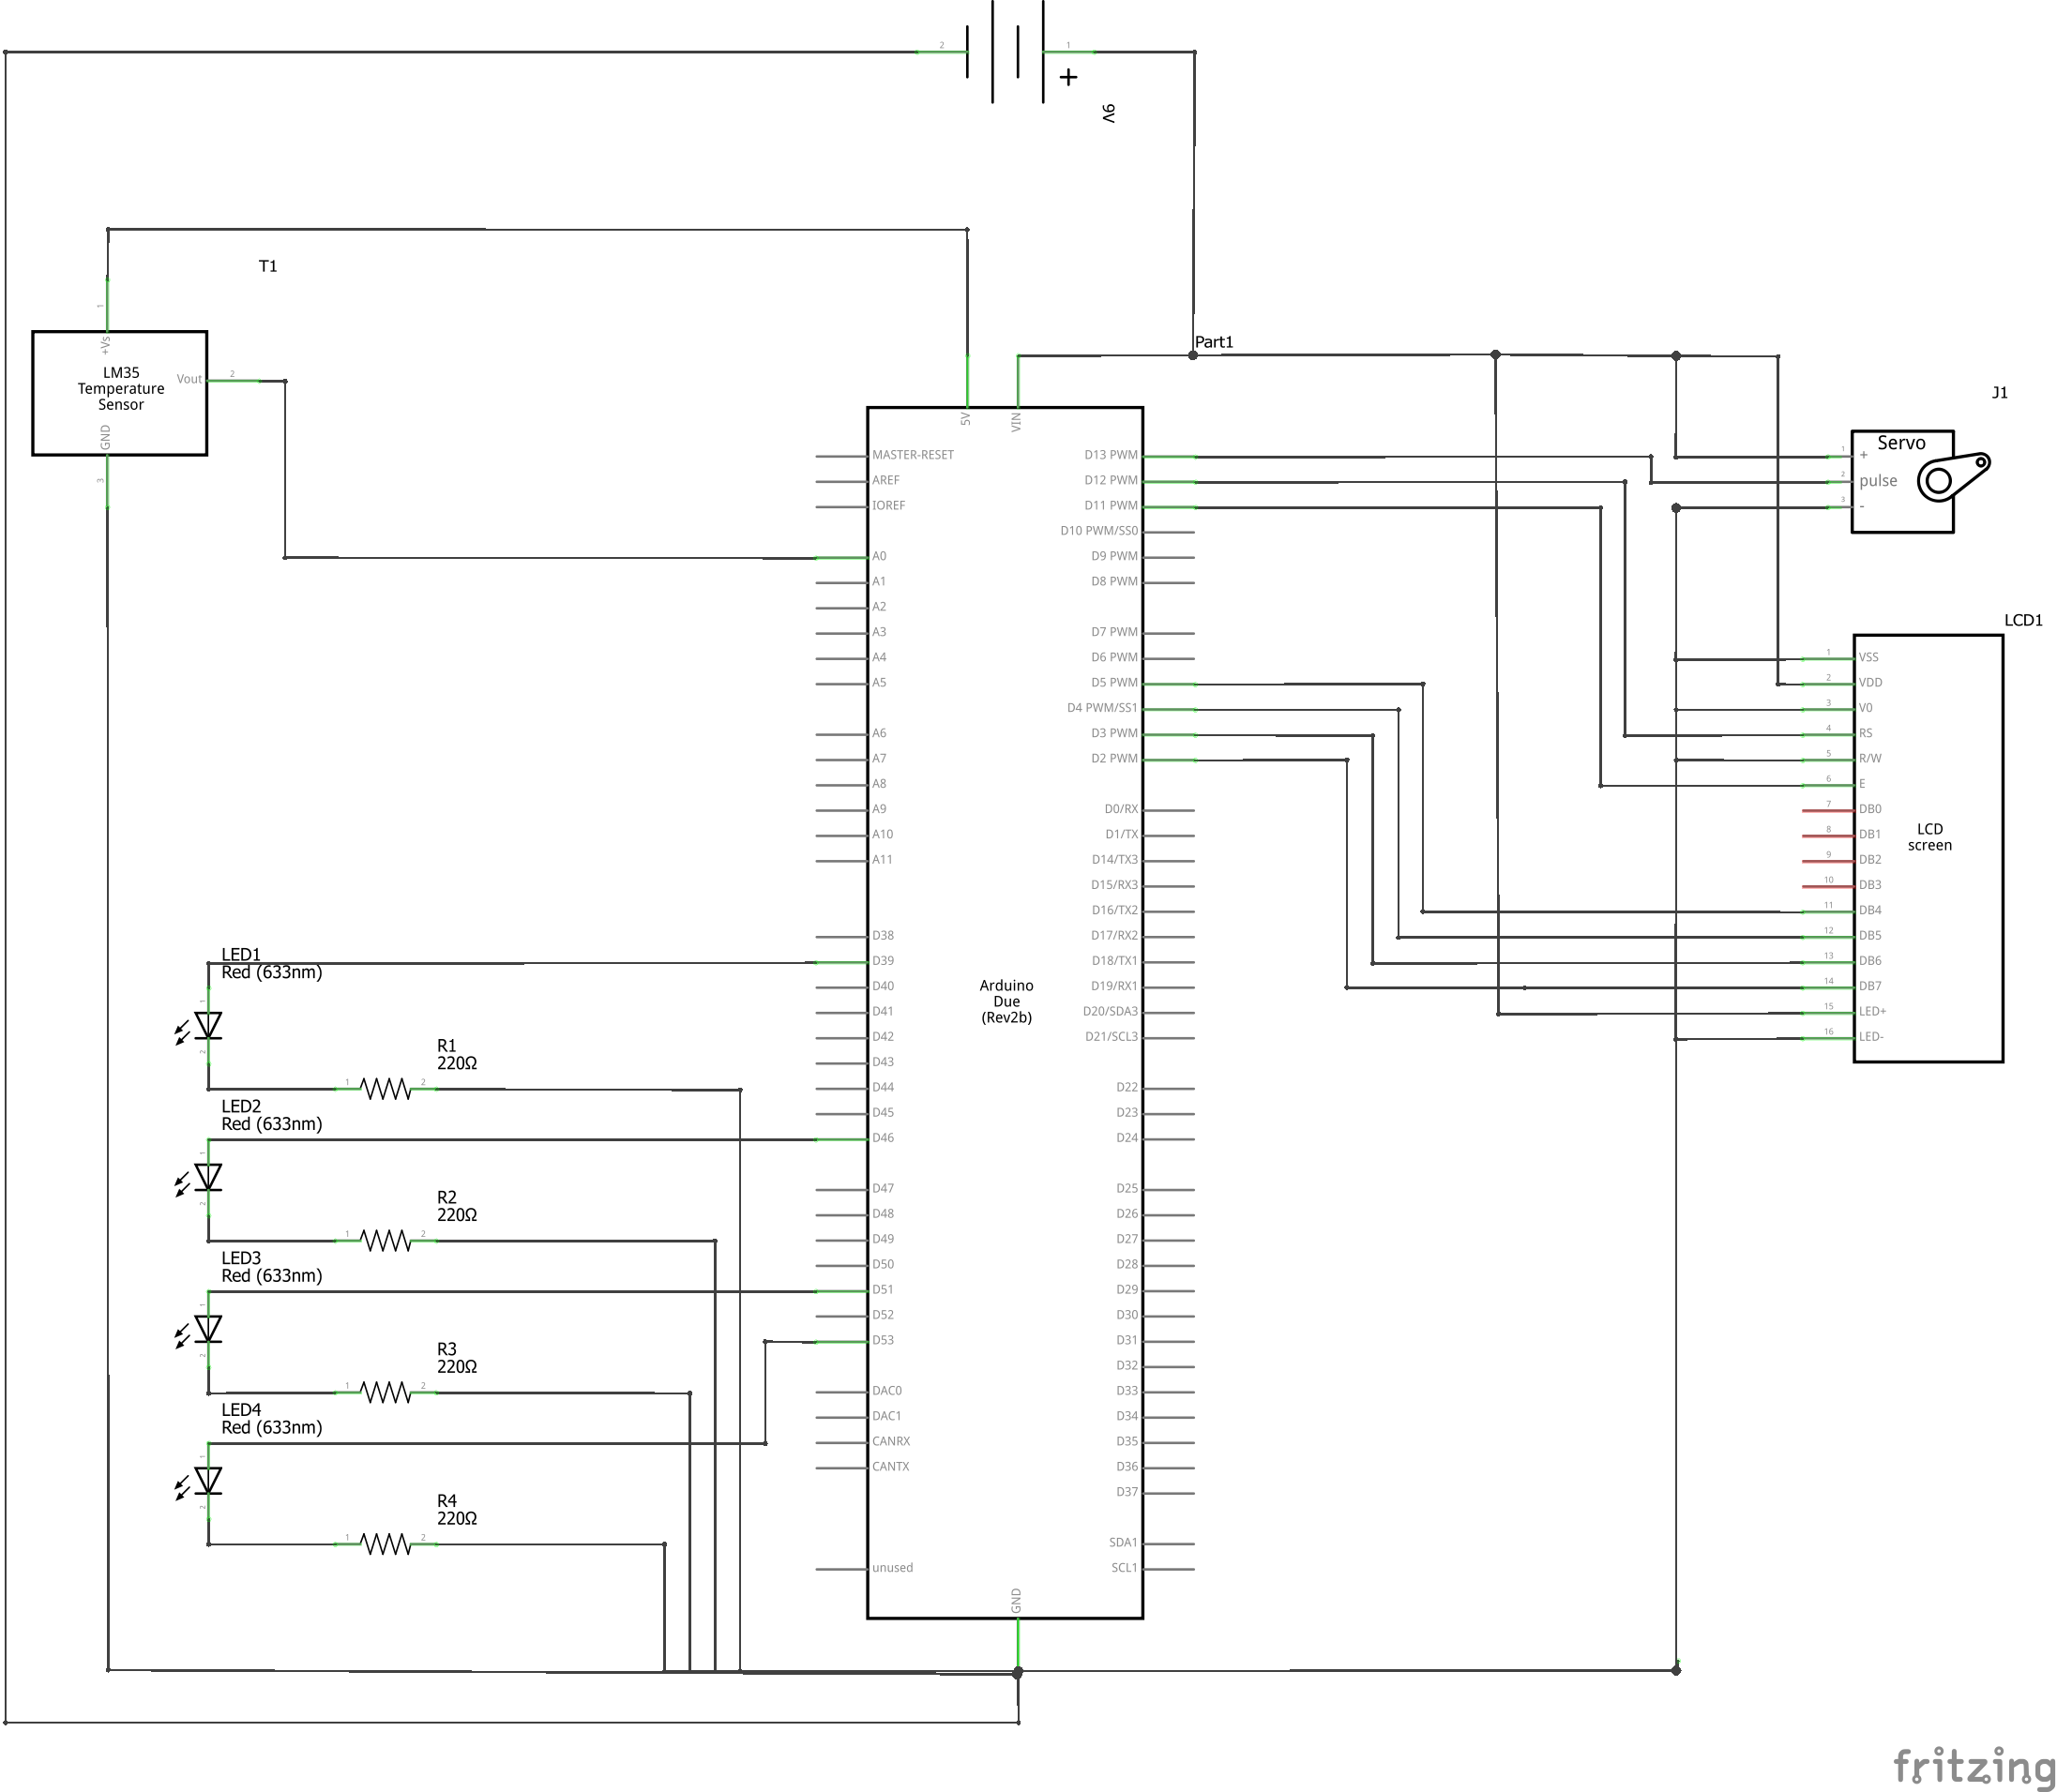 2
1
+
9V
T1
1
+Vs
LM35
Temperature
Sensor
Vout
2
GND
3
Part1
5V
VIN
MASTER-RESET
AREF
IOREF
A0
A1
A2
A3
A4
A5
A6
A7
A8
A9
A10
A11
D38
D39
D40
D41
D42
D43
D44
D45
D46
D47
D48
D49
D50
D51
D52
D53
DAC0
DAC1
CANRX
CANTX
unused
Arduino
Due
(Rev2b)
GND
D13 PWM
D12 PWM
D11 PWM
D10 PWM/SS0
D9 PWM
D8 PWM
D7 PWM
D6 PWM
D5 PWM
D4 PWM/SS1
D3 PWM
D2 PWM
D0/RX
D1/TX
D14/TX3
D15/RX3
D16/TX2
D17/RX2
D18/TX1
D19/RX1
D20/SDA3
D21/SCL3
D22
D23
D24
D25
D26
D27
D28
D29
D30
D31
D32
D33
D34
D35
D36
D37
SDA1
SCL1
J1
Servo
1 +
2 pulse
3 -
LCD1
1 VSS
2 VDD
3 V0
4 RS
5 R/W
6 E
7 DB0
8 DB1
9 DB2
10 DB3
11 DB4
12 DB5
13 DB6
14 DB7
15 LED+
16 LED-
LCD
screen
LED1
Red (633nm)
1
2
R1
220Ω
1 2
LED2
Red (633nm)
1
2
R2
220Ω
1 2
LED3
Red (633nm)
1
2
R3
220Ω
1 2
LED4
Red (633nm)
1
2
R4
220Ω
1 2
fritzing